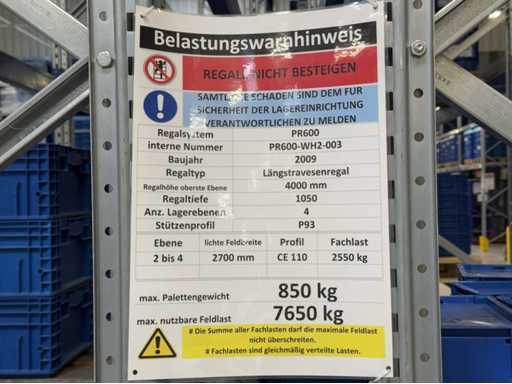 Belastungswarnhinweis
REGALE NICHT BESTEIGEN
SÄMTLICHE SCHÄDEN SIND DEM FÜR
SICHERHEIT DER LAGEREINRICHTUNG
VERANTWORTLICHEN ZU MELDEN
Regalsystem PR600
interne Nummer PR600-WH2-003
Baujahr 2009
Regaltyp Längstravesenregal
Regalhöhe oberste Ebene 4000 mm
Regaltiefe 1050
Anz. Lagerebenen 4
Stützenprofil P93
Ebene lichte Feldbreite Profil Fachlast
2 bis 4 2700 mm CE 110 2550 kg
max. Palettengewicht 850 kg
max. nutzbare Feldlast 7650 kg
# Die Summe aller Fachlasten darf die maximale Feldlast
nicht überschreiten.
# Fachlasten sind gleichmäßig verteilte Lasten.